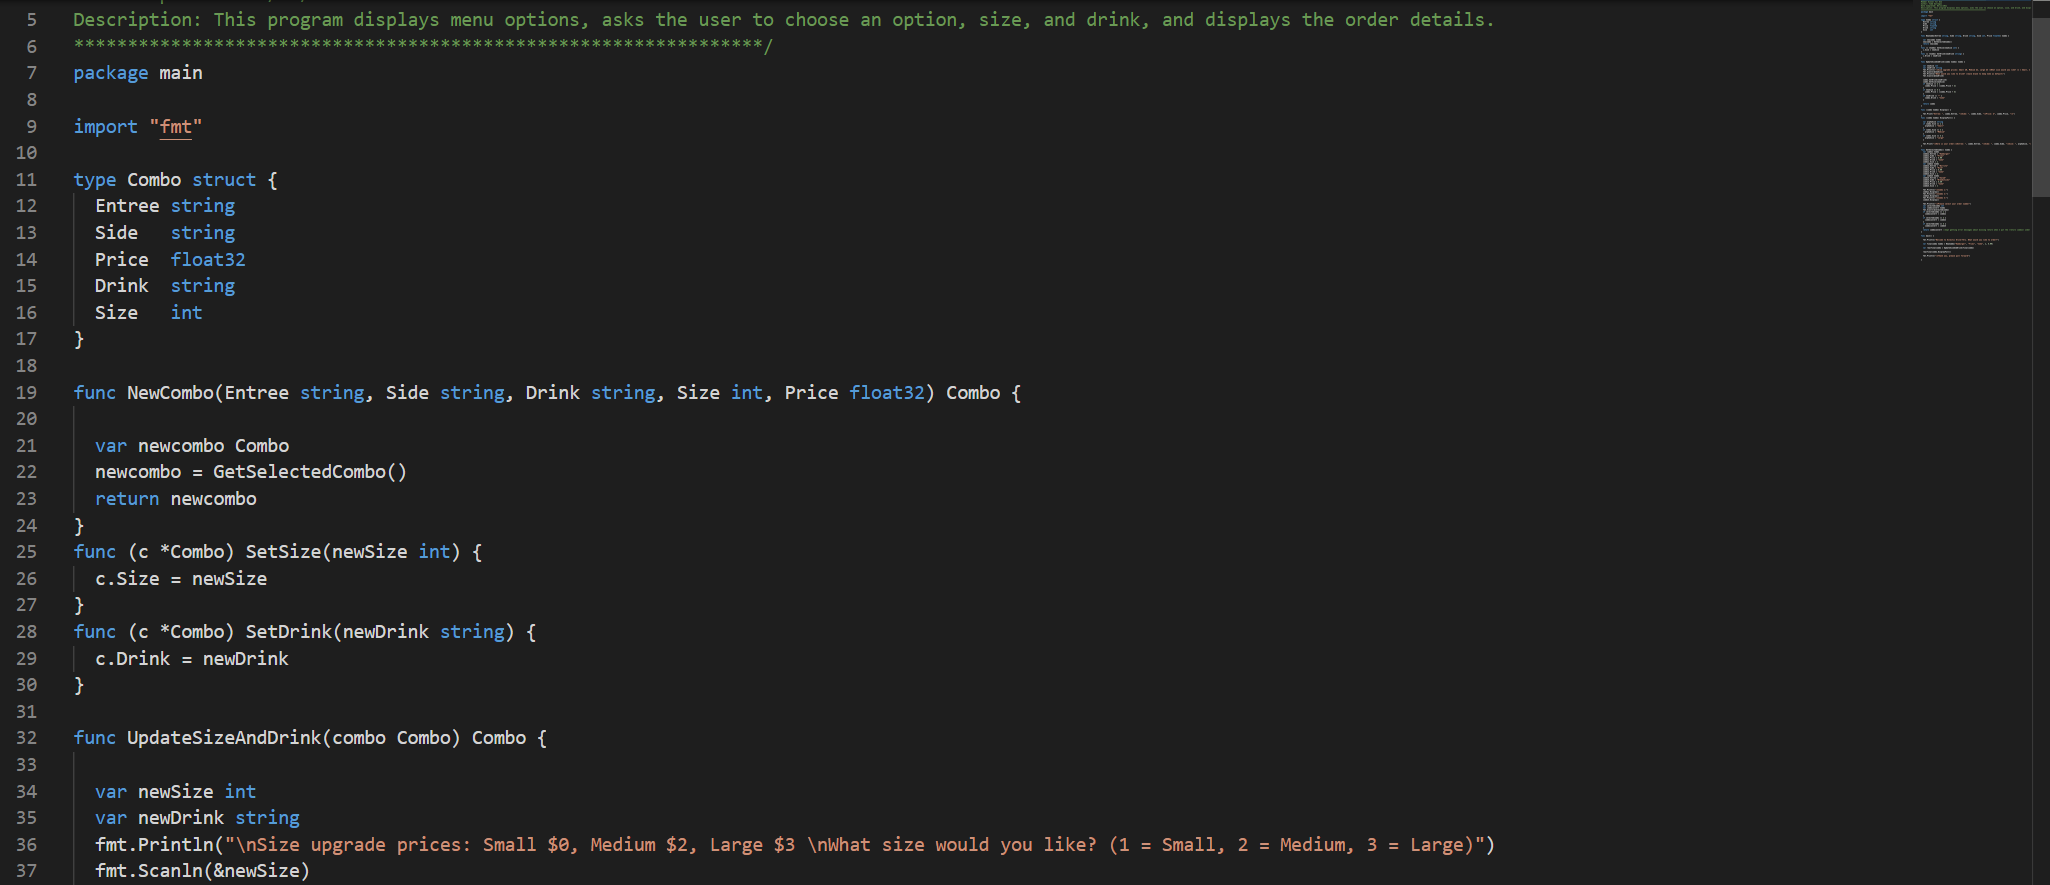 5 Description: This program displays menu options, asks the user to choose an option, size, and drink, and displays the order details.
6 ****************************************************************/
7 package main
8
9 import "fmt"
10
11 type Combo struct {
12 Entree string
13 Side string
14 Price float32
15 Drink string
16 Size int
17 }
18
19 func NewCombo(Entree string, Side string, Drink string, Size int, Price float32) Combo {
20
21 var newcombo Combo
22 newcombo = GetSelectedCombo()
23 return newcombo
24 }
25 func (c *Combo) SetSize(newSize int) {
26 c.Size = newSize
27 }
28 func (c *Combo) SetDrink(newDrink string) {
29 c.Drink = newDrink
30 }
31
32 func UpdateSizeAndDrink(combo Combo) Combo {
33
34 var newSize int
35 var newDrink string
36 fmt.Println("\nSize upgrade prices: Small $0, Medium $2, Large $3 \nWhat size would you like? (1 = Small, 2 = Medium, 3 = Large)")
37 fmt.Scanln(&newSize)